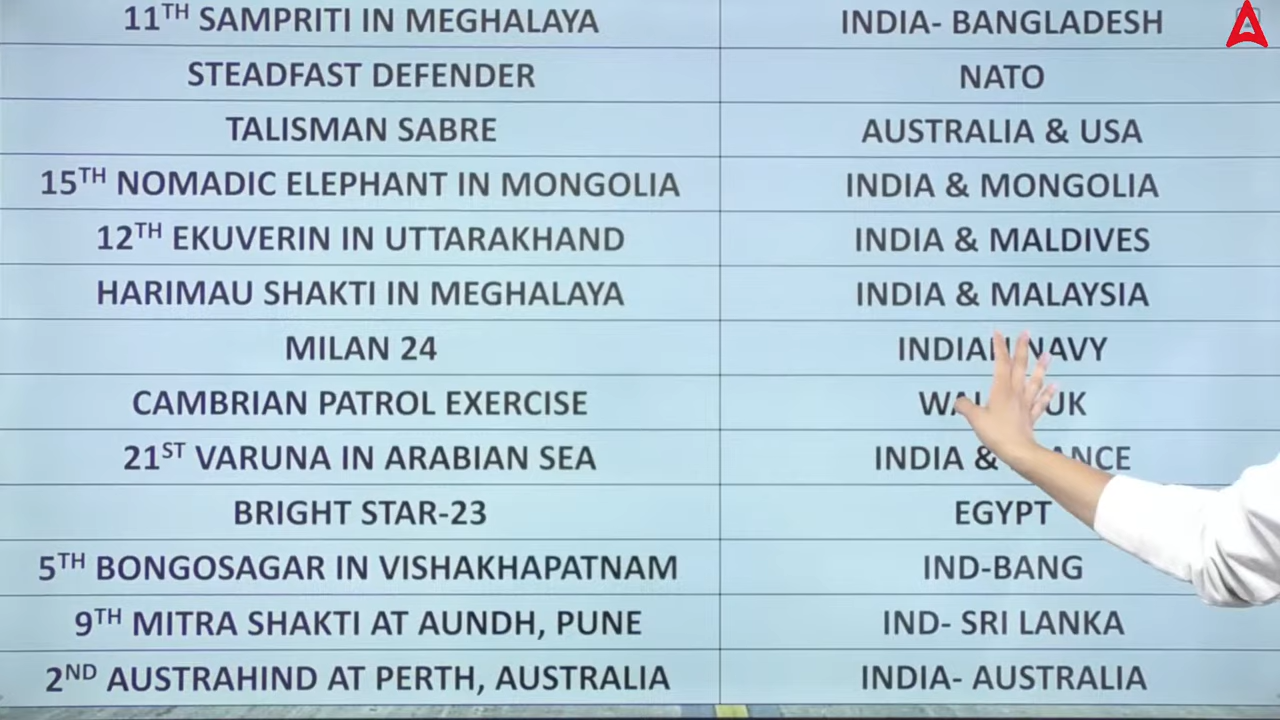 11TH SAMPRITI IN MEGHALAYA INDIA- BANGLADESH
STEADFAST DEFENDER NATO
TALISMAN SABRE AUSTRALIA & USA
15TH NOMADIC ELEPHANT IN MONGOLIA INDIA & MONGOLIA
12TH EKUVERIN IN UTTARAKHAND INDIA & MALDIVES
HARIMAU SHAKTI IN MEGHALAYA INDIA & MALAYSIA
MILAN 24 INDIAN NAVY
CAMBRIAN PATROL EXERCISE UK
21ST VARUNA IN ARABIAN SEA INDIA & FRANCE
BRIGHT STAR-23 EGYPT
5TH BONGOSAGAR IN VISHAKHAPATNAM IND-BANG
9TH MITRA SHAKTI AT AUNDH, PUNE IND- SRI LANKA
2ND AUSTRAHIND AT PERTH, AUSTRALIA INDIA- AUSTRALIA